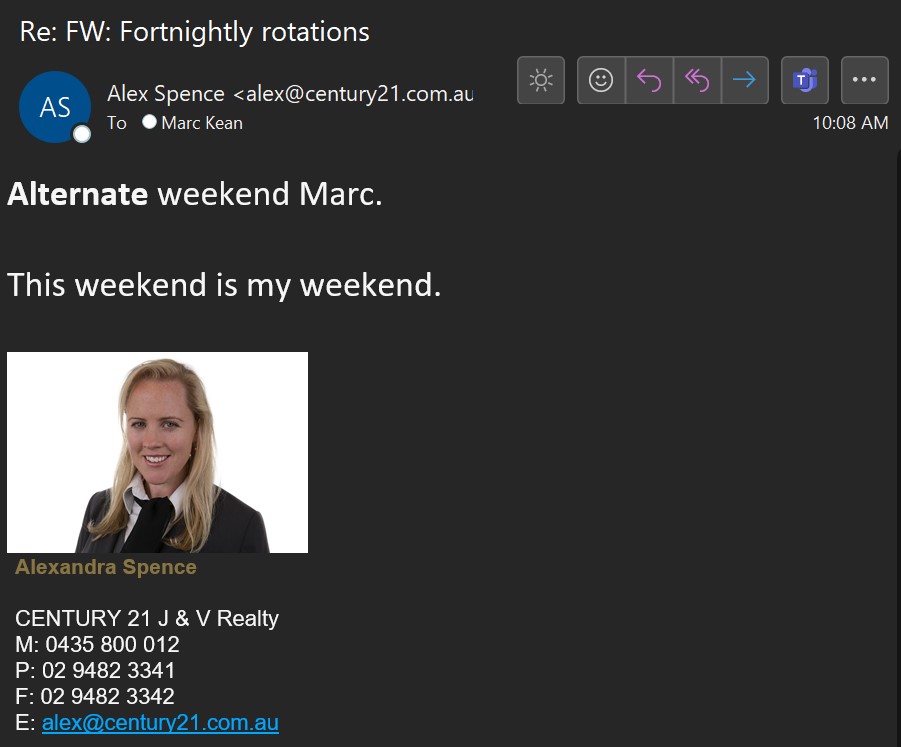 Re: FW: Fortnightly rotations
AS
Alex Spence <alex@century21.com.au
To Marc Kean
10:08 AM
Alternate weekend Marc.
This weekend is my weekend.
Alexandra Spence
CENTURY 21 J & V Realty
M: 0435 800 012
P: 02 9482 3341
F: 02 9482 3342
E: alex@century21.com.au